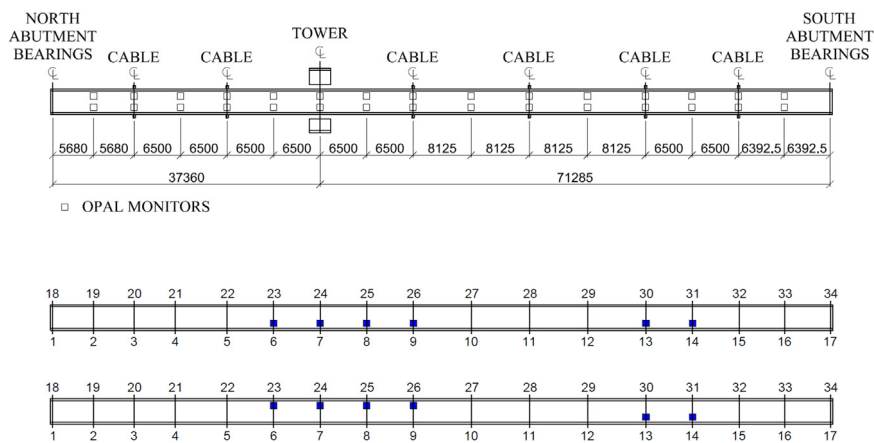 NORTH
ABUTMENT
BEARINGS
CABLE
CABLE
TOWER
CABLE
CABLE
CABLE
CABLE
SOUTH
ABUTMENT
BEARINGS
5680 5680 6500 6500 6500 6500 6500 6500 8125 8125 8125 8125 6500 6500 6392.5 6392.5
37360 71285
OPAL MONITORS
18 19 20 21 22 23 24 25 26 27 28 29 30 31 32 33 34
1 2 3 4 5 6 7 8 9 10 11 12 13 14 15 16 17
18 19 20 21 22 23 24 25 26 27 28 29 30 31 32 33 34
1 2 3 4 5 6 7 8 9 10 11 12 13 14 15 16 17